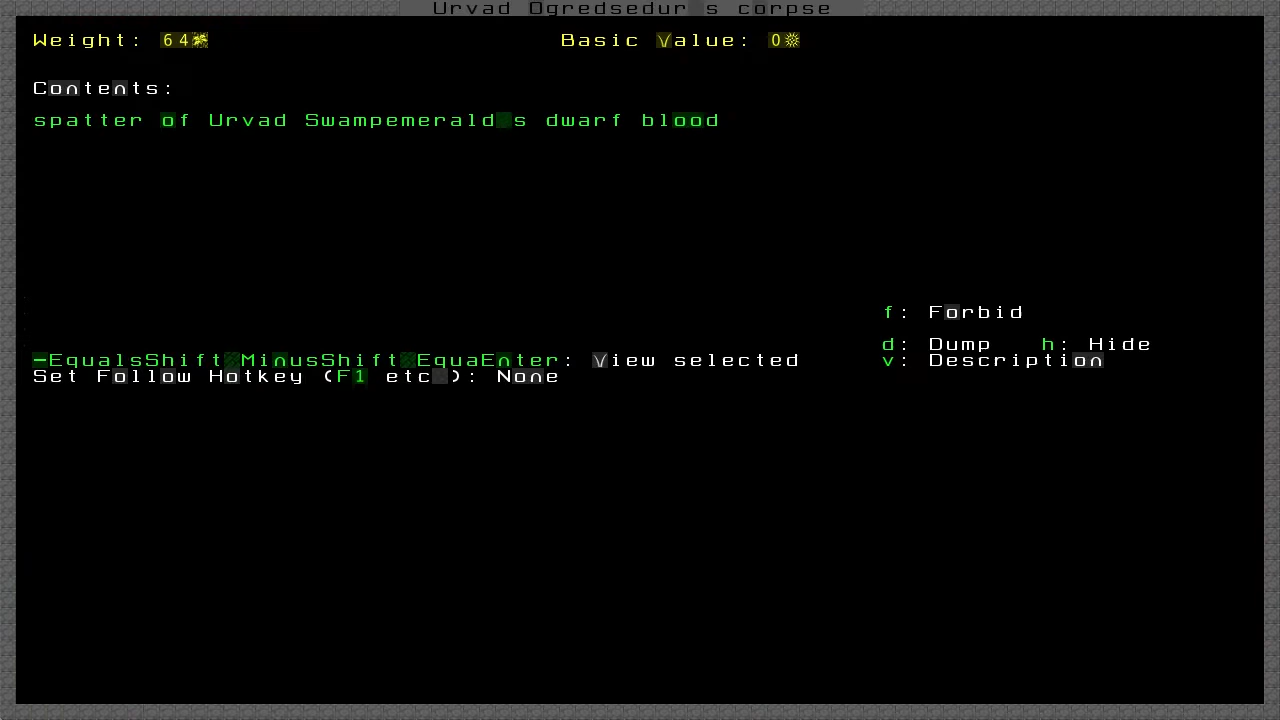 Urvad Ogredsedur s corpse
Weight: 64 Basic Value: 0☼
Contents:
spatter of Urvad Swampemerald s dwarf blood
f: Forbid
d: Dump h: Hide
-EqualsShift MinusShift EquaEnter: View selected v: Description
Set Follow Hotkey (F1 etc ): None